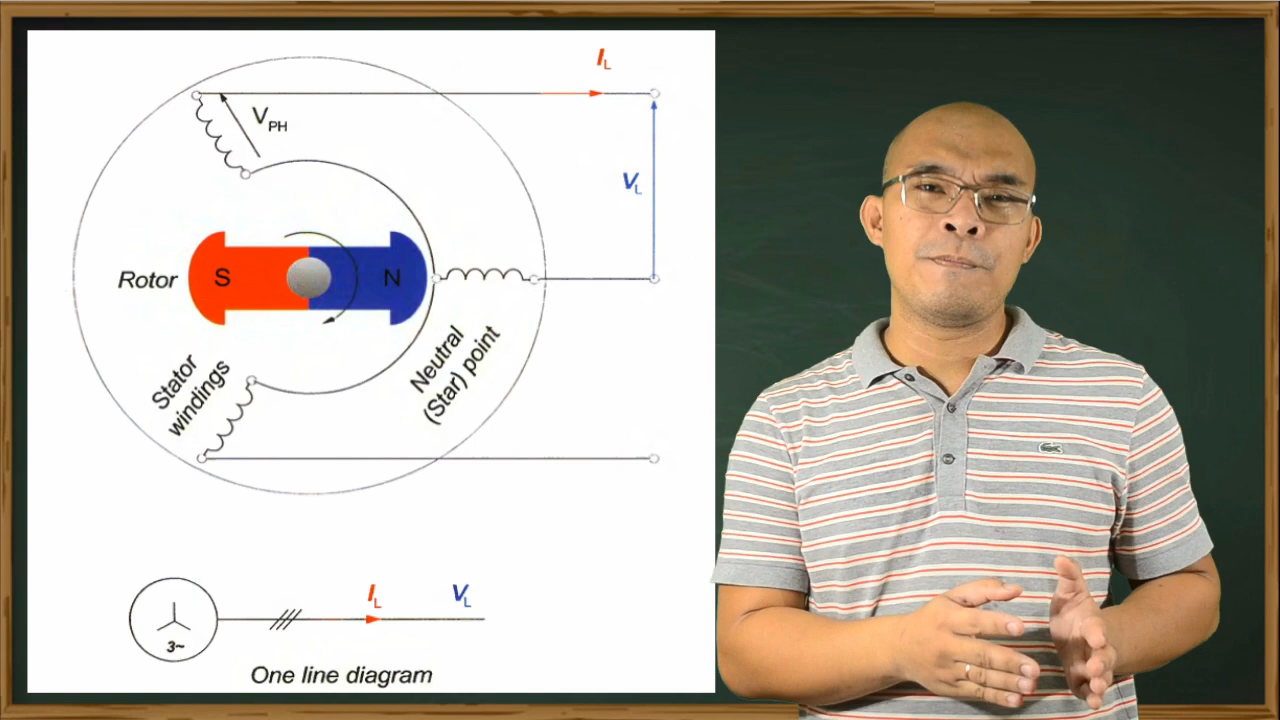 IL
VPH
VL
Rotor
S
N
Stator
windings
Neutral
(Star) point
IL
VL
3~
One line diagram